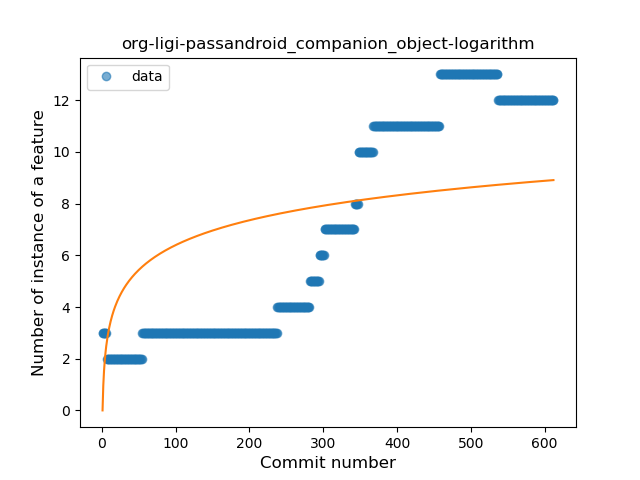 org-ligi-passandroid_companion_object-logarithm
data
Number of instance of a feature
12
10
8
6
4
2
0
0 100 200 300 400 500 600
Commit number